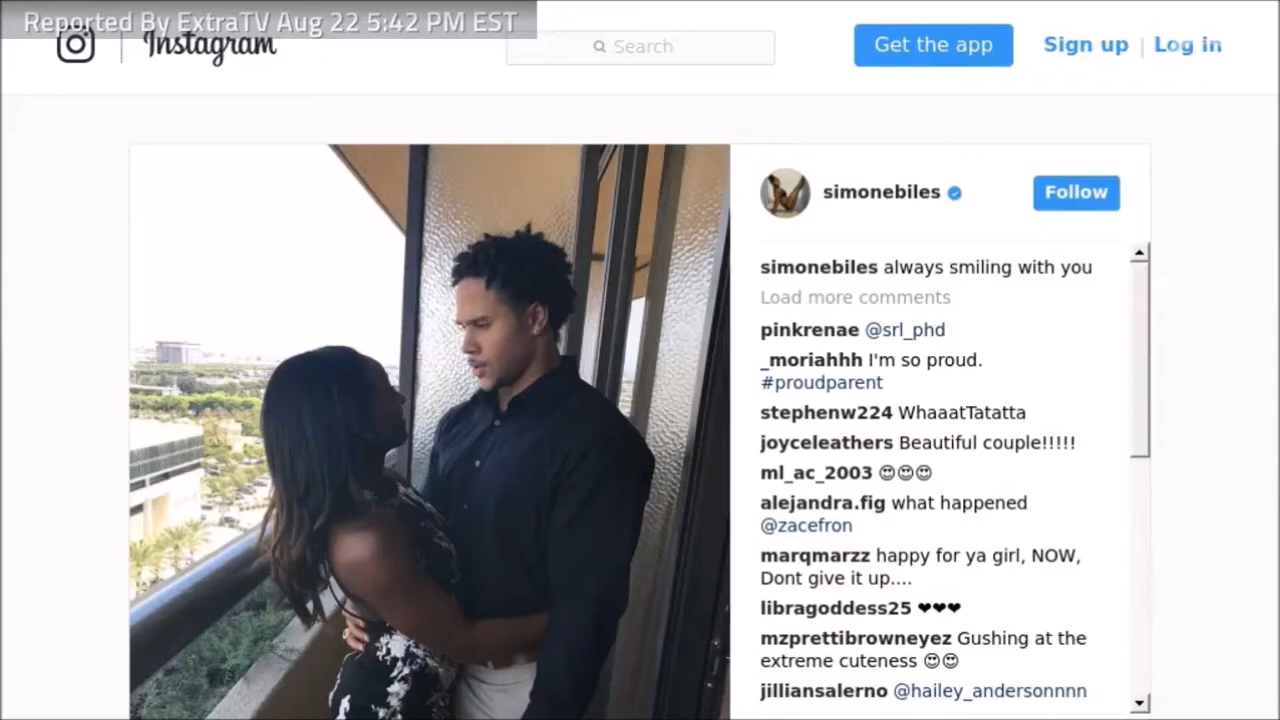 Reported By ExtraTV Aug 22 5:42 PM EST
Instagram
Search
Get the app
Sign up | Log in
simonebiles
Follow
simonebiles always smiling with you
Load more comments
pinkrenae @srl_phd
_moriahhh I'm so proud.
#proudparent
stephenw224 WhaaatTatatta
joyceleathers Beautiful couple!!!!!
ml_ac_2003 😍😍😍
alejandra.fig what happened
@zacefron
marqmarzz happy for ya girl, NOW,
Dont give it up....
libragoddess25 ❤❤❤
mzprettibrowneyez Gushing at the
extreme cuteness 😍😍
jilliansalerno @hailey_andersonnnn